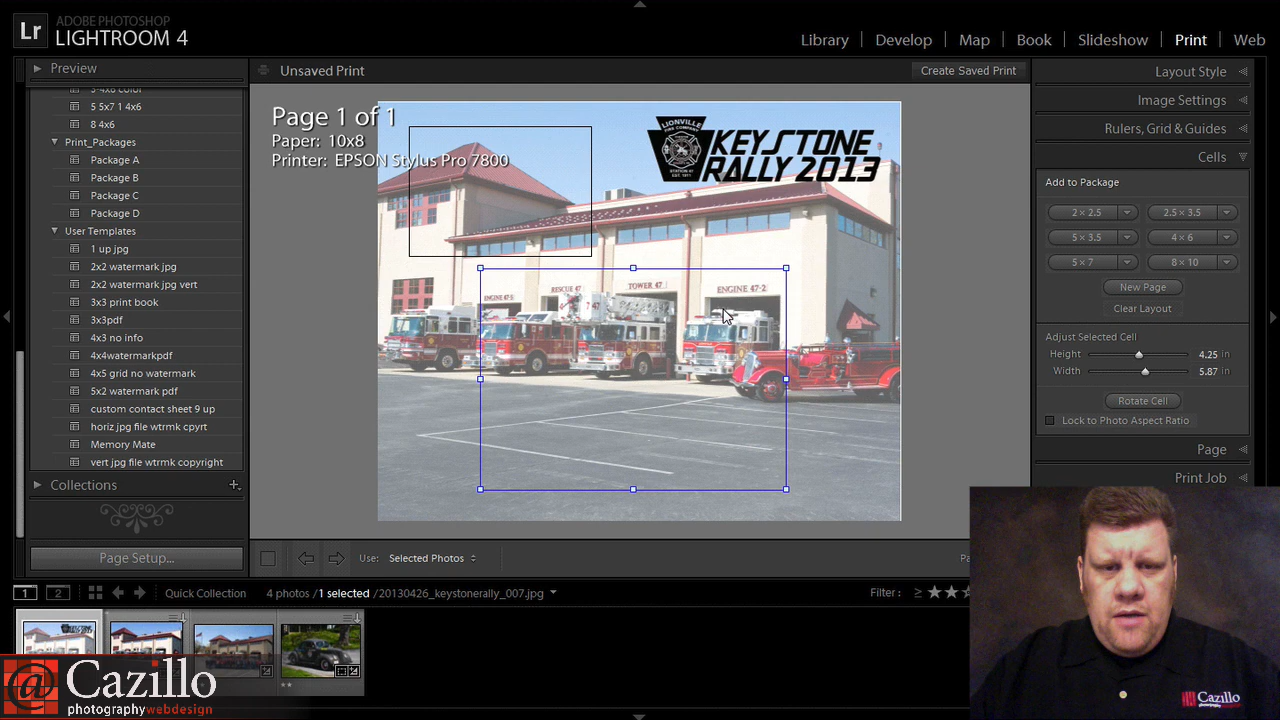 Lr
ADOBE PHOTOSHOP
LIGHTROOM 4
Library
Develop
Map
Book
Slideshow
Print
Web
Preview
5 5x7 1 4x6
8 4x6
Print_Packages
Package A
Package B
Package C
Package D
User Templates
1 up jpg
2x2 watermark jpg
2x2 watermark jpg vert
3x3 print book
3x3pdf
4x3 no info
4x4watermarkpdf
4x5 grid no watermark
5x2 watermark pdf
custom contact sheet 9 up
horiz jpg file wtrmk cpyrt
Memory Mate
vert jpg file wtrmk copyright
Collections
Page Setup...
Unsaved Print
Create Saved Print
Page 1 of 1
Paper: 10x8
Printer: EPSON Stylus Pro 7800
LIONVILLE
FIRE COMPANY
KEYSTONE
RALLY 2013
RESCUE 47
TOWER 47
ENGINE 47-2
Layout Style
Image Settings
Rulers, Grid & Guides
Cells
Add to Package
2 × 2.5
2.5 × 3.5
5 × 3.5
4 × 6
5 × 7
8 × 10
New Page
Clear Layout
Adjust Selected Cell
Height 4.25 in
Width 5.87 in
Rotate Cell
Lock to Photo Aspect Ratio
Page
Print Job
Use: Selected Photos
1 2
Quick Collection
4 photos / 1 selected / 20130426_keystonerally_007.jpg
Filter : ≥
@ Cazillo
photographywebdesign
Cazillo